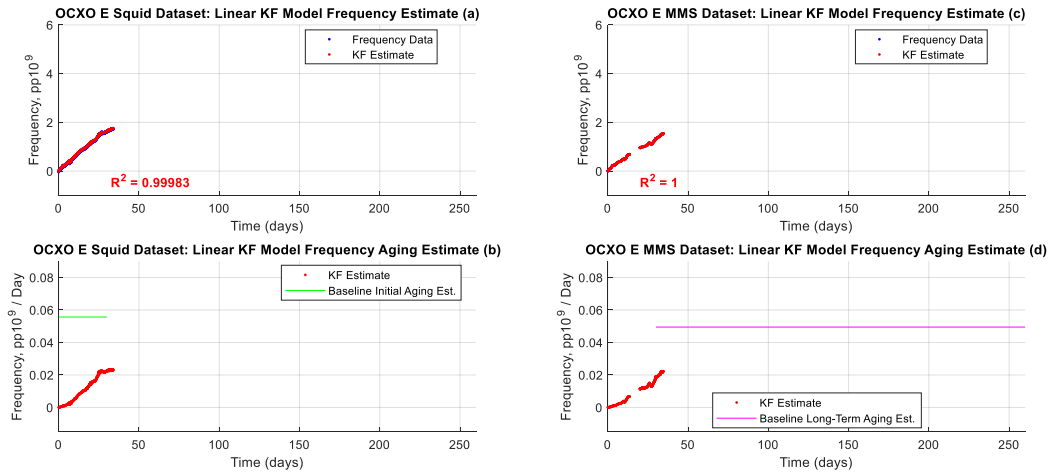 OCXO E Squid Dataset: Linear KF Model Frequency Estimate (a)
Frequency, pp10^9
6
4
2
0
Frequency Data
KF Estimate
R^2 = 0.99983
0
50
100
150
200
250
Time (days)
OCXO E MMS Dataset: Linear KF Model Frequency Estimate (c)
Frequency, pp10^9
6
4
2
0
Frequency Data
KF Estimate
R^2 = 1
0
50
100
150
200
250
Time (days)
OCXO E Squid Dataset: Linear KF Model Frequency Aging Estimate (b)
Frequency, pp10^9 / Day
0.08
0.06
0.04
0.02
0
KF Estimate
Baseline Initial Aging Est.
0
50
100
150
200
250
Time (days)
OCXO E MMS Dataset: Linear KF Model Frequency Aging Estimate (d)
Frequency, pp10^9 / Day
0.08
0.06
0.04
0.02
0
KF Estimate
Baseline Long-Term Aging Est.
0
50
100
150
200
250
Time (days)